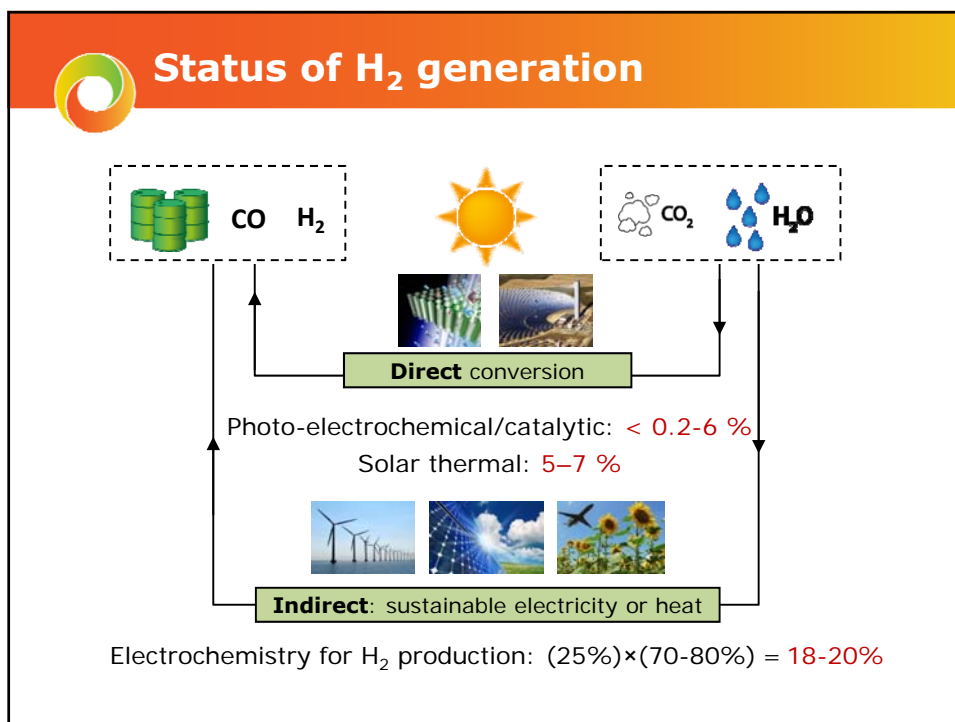 Status of H₂ generation
CO H₂
CO₂ H₂O
Direct conversion
Photo-electrochemical/catalytic: < 0.2-6 %
Solar thermal: 5–7 %
Indirect: sustainable electricity or heat
Electrochemistry for H₂ production: (25%)×(70-80%) = 18-20%